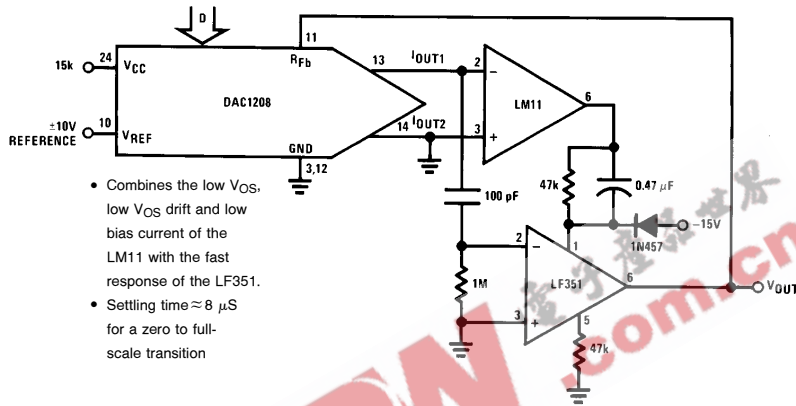 D
11
RFb
24
15k
VCC
DAC1208
±10V
REFERENCE
10
VREF
GND
3,12
13
IOUT1
14
IOUT2
2
−
LM11
6
3
+
100 pF
47k
0.47 μF
−15V
1N457
1
2
−
LF351
6
VOUT
1M
3
+
5
47k
• Combines the low VOS,
low VOS drift and low
bias current of the
LM11 with the fast
response of the LF351.
• Settling time≈8 μS
for a zero to full-
scale transition
.com.cn